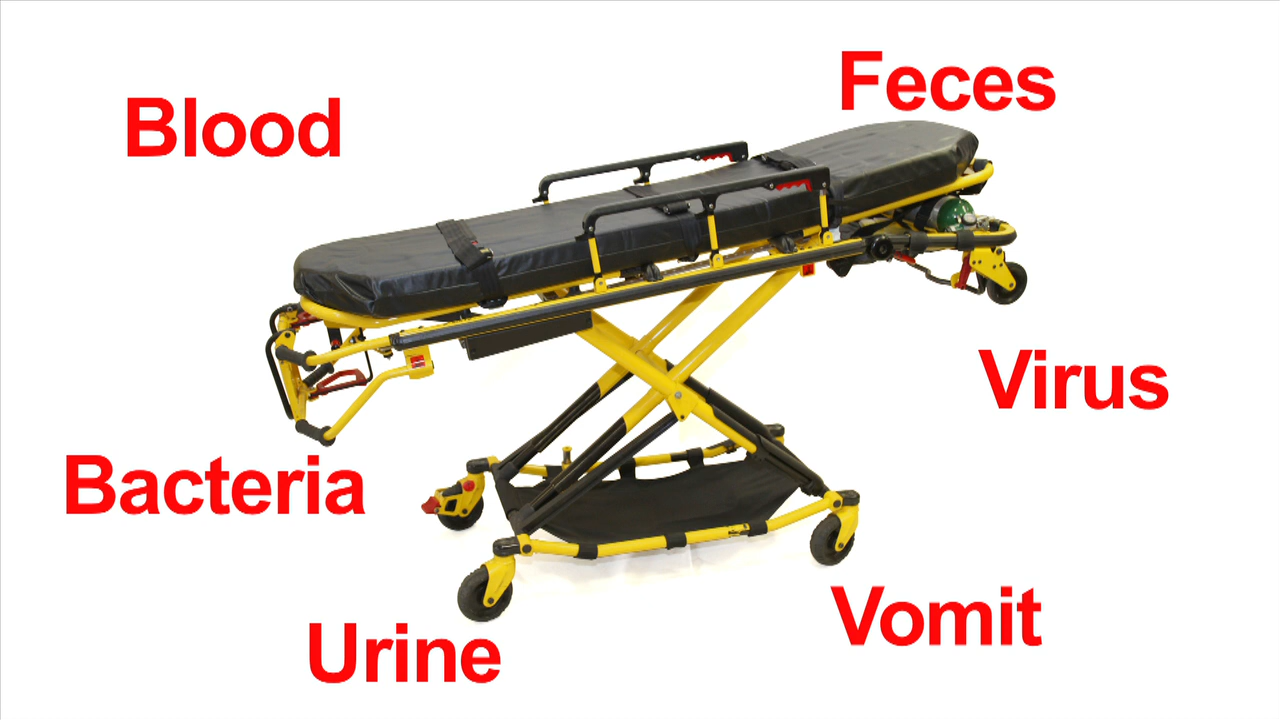 Feces
Blood
Virus
Bacteria
Vomit
Urine